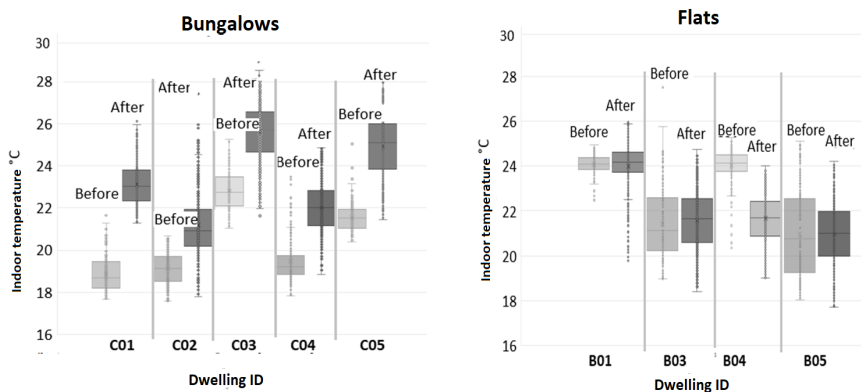 Bungalows
Indoor temperature °C
30
28
26
24
22
20
18
16
Before
After
Before
After
Before
After
Before
After
Before
After
C01
C02
C03
C04
C05
Dwelling ID
Flats
Indoor temperature °C
30
28
26
24
22
20
18
16
Before
After
Before
After
Before
After
Before
After
B01
B03
B04
B05
Dwelling ID